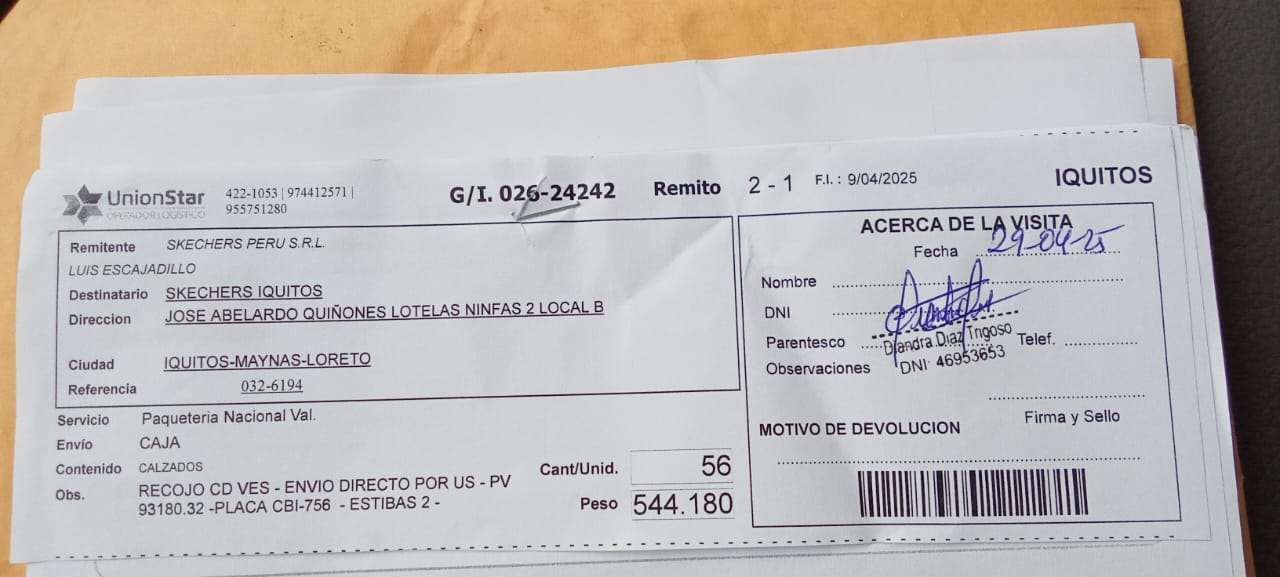 UnionStar
OPERADOR LOGISTICO
422-1053 | 974412571 |
955751280
G/I. 026-24242
Remito 2 - 1
F.I. : 9/04/2025
IQUITOS
Remitente SKECHERS PERU S.R.L.
LUIS ESCAJADILLO
Destinatario SKECHERS IQUITOS
Direccion JOSE ABELARDO QUIÑONES LOTELAS NINFAS 2 LOCAL B
Ciudad IQUITOS-MAYNAS-LORETO
Referencia 032-6194
Servicio Paqueteria Nacional Val.
Envío CAJA
Contenido CALZADOS
Obs. RECOJO CD VES - ENVIO DIRECTO POR US - PV
93180.32 -PLACA CBI-756 - ESTIBAS 2 -
Cant/Unid. 56
Peso 544.180
ACERCA DE LA VISITA
Fecha 29-04-25
Nombre
DNI
Parentesco
Djandra Diaz Trigoso
DNI: 46953653
Telef.
Observaciones
Firma y Sello
MOTIVO DE DEVOLUCION